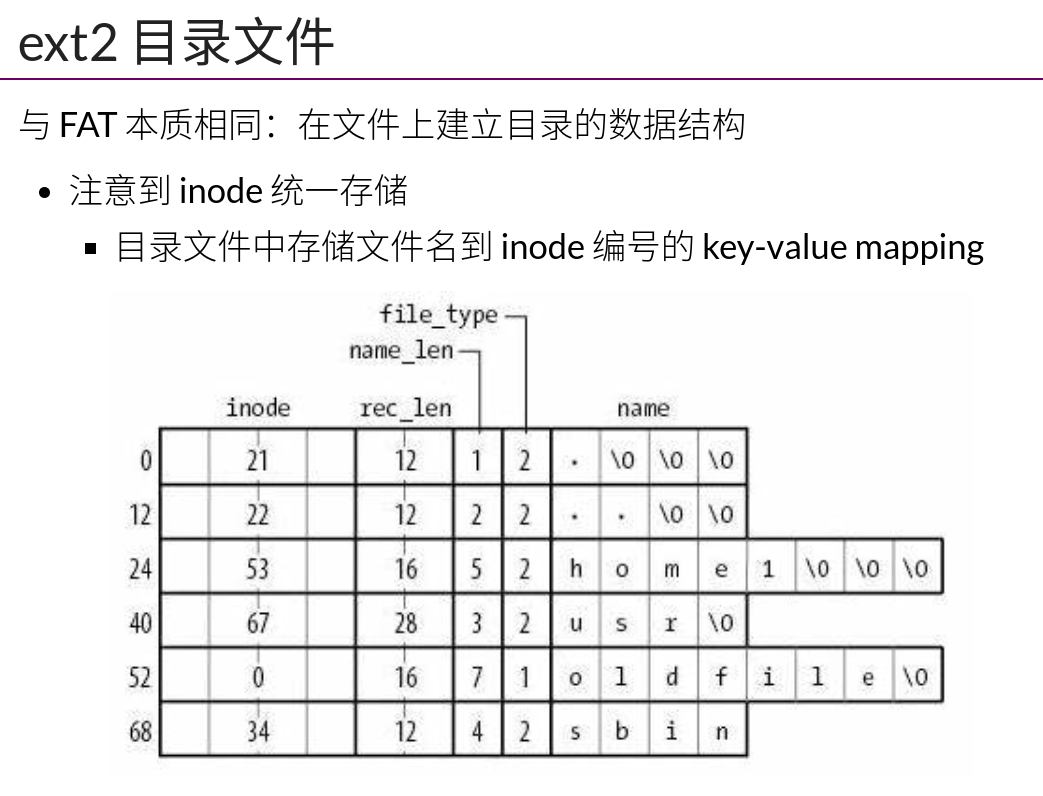 ext2 目录文件
与 FAT 本质相同：在文件上建立目录的数据结构
注意到 inode 统一存储
目录文件中存储文件名到 inode 编号的 key-value mapping
file_type
name_len
inode rec_len name
0 21 12 1 2 . \0 \0 \0
12 22 12 2 2 . . \0 \0
24 53 16 5 2 h o m e 1 \0 \0 \0
40 67 28 3 2 u s r \0
52 0 16 7 1 o l d f i l e \0
68 34 12 4 2 s b i n